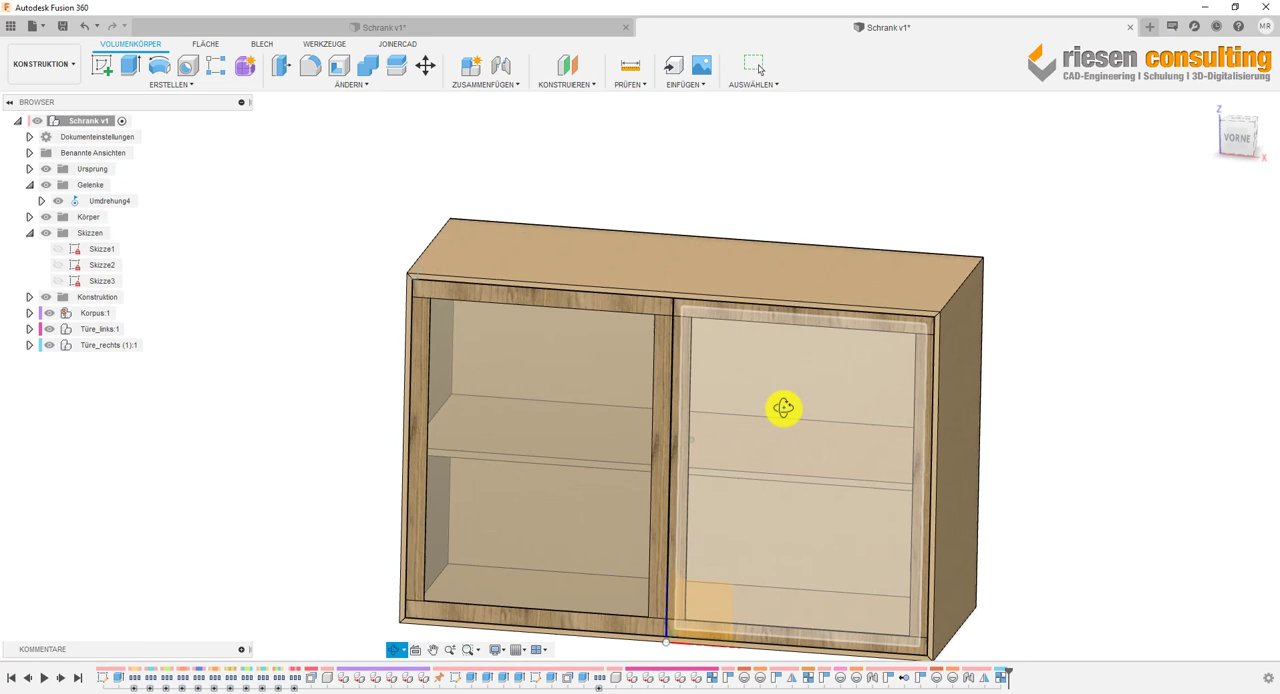 Autodesk Fusion 360
Schrank v1*
Schrank v1*
MR
VOLUMENKÖRPER
FLÄCHE
BLECH
WERKZEUGE
JOINERCAD
KONSTRUKTION
ERSTELLEN
ÄNDERN
ZUSAMMENFÜGEN
KONSTRUIEREN
PRÜFEN
EINFÜGEN
AUSWÄHLEN
riesen consulting
CAD-Engineering | Schulung | 3D-Digitalisierung
BROWSER
Schrank v1
Dokumenteinstellungen
Benannte Ansichten
Ursprung
Gelenke
Umdrehung4
Körper
Skizzen
Skizze1
Skizze2
Skizze3
Konstruktion
Korpus:1
Türe_links:1
Türe_rechts (1):1
Z
VORNE
X
KOMMENTARE